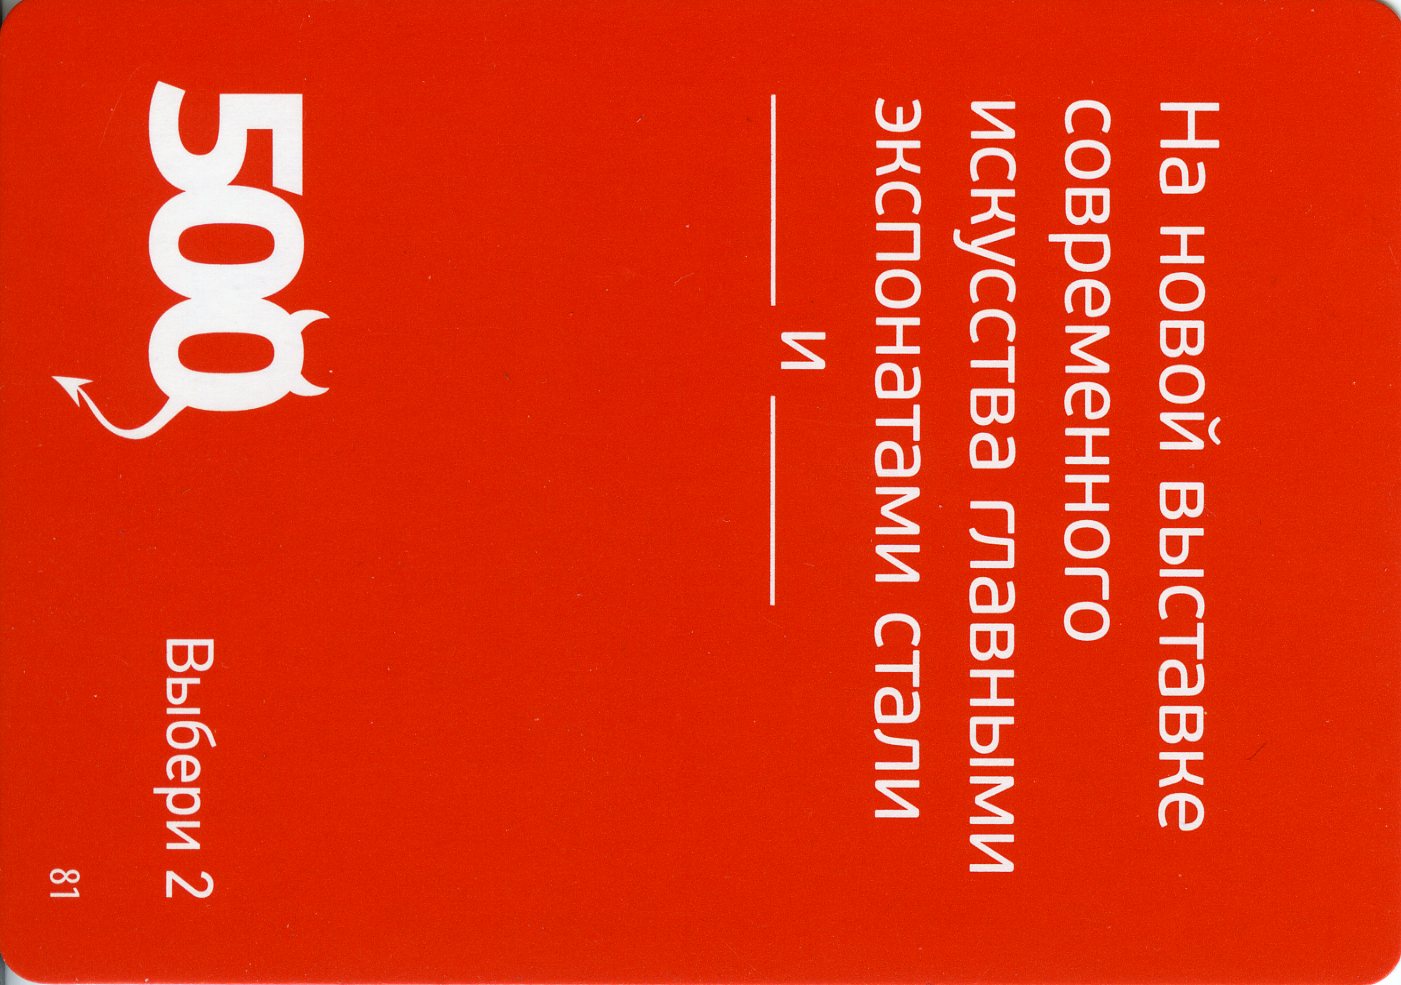 На новой выставке
современного
искусства главными
экспонатами стали
______ и ______
500
Выбери 2
81